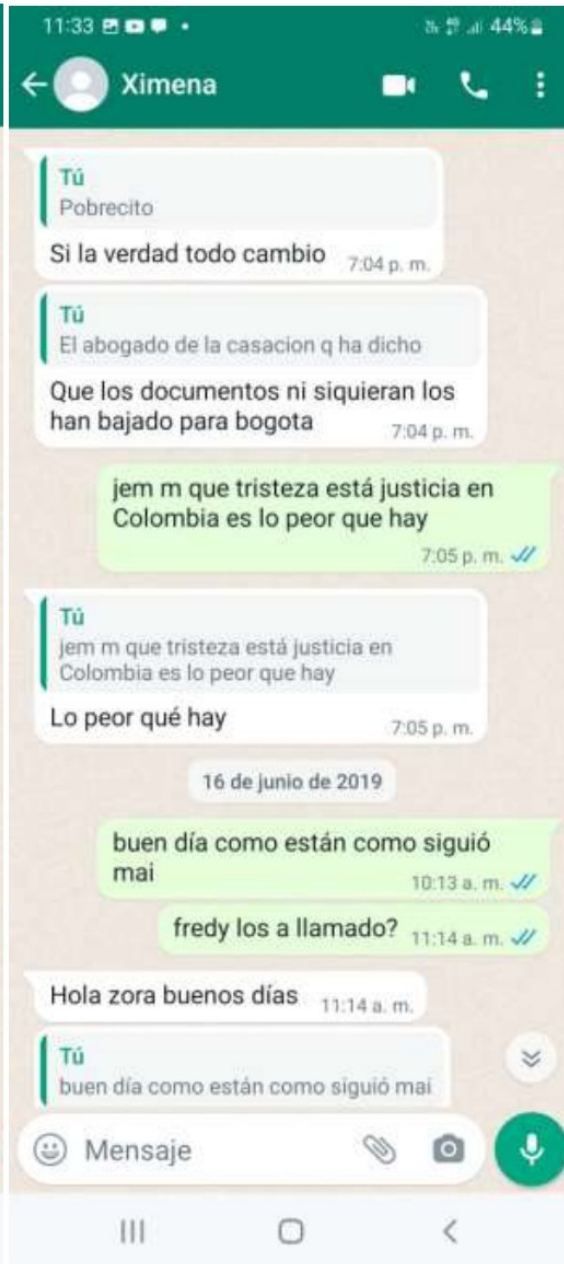 11:33
44%
Ximena
Tú
Pobrecito
Si la verdad todo cambio 7:04 p. m.
Tú
El abogado de la casacion q ha dicho
Que los documentos ni siquieran los
han bajado para bogota 7:04 p. m.
jem m que tristeza está justicia en
Colombia es lo peor que hay
7:05 p. m.
Tú
jem m que tristeza está justicia en
Colombia es lo peor que hay
Lo peor qué hay 7:05 p. m.
16 de junio de 2019
buen día como están como siguió
mai 10:13 a. m.
fredy los a llamado? 11:14 a. m.
Hola zora buenos días 11:14 a. m.
Tú
buen día como están como siguió mai
Mensaje